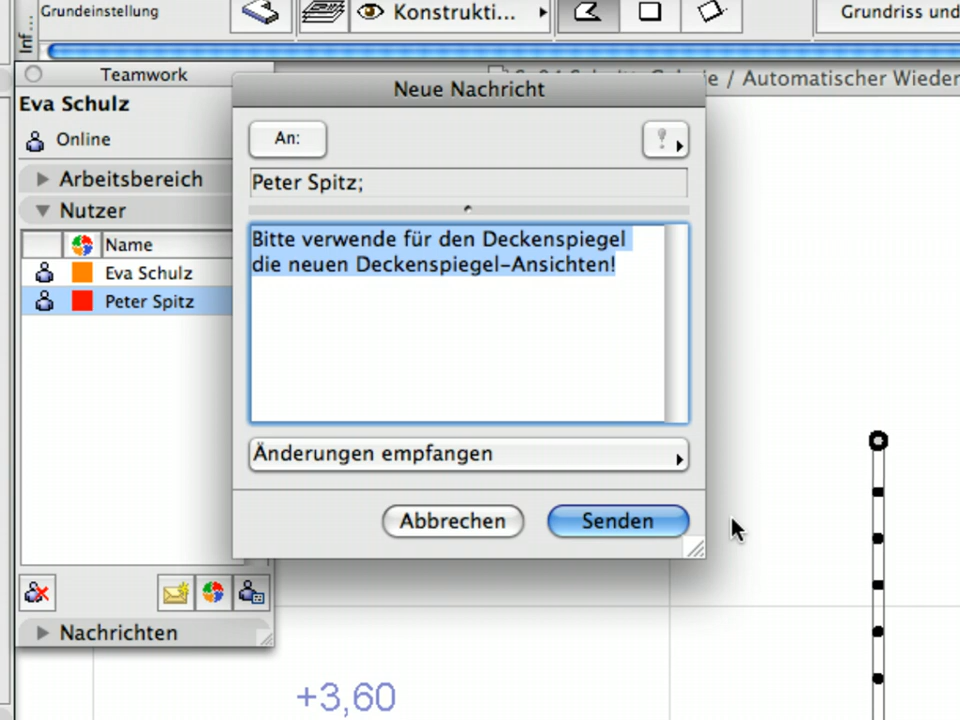 Grundeinstellung
Konstrukti...
Grundriss und
Inf...
Teamwork
/ Automatischer Wieder
Neue Nachricht
Eva Schulz
Online
An:
Arbeitsbereich
Peter Spitz;
Nutzer
Name
Bitte verwende für den Deckenspiegel
die neuen Deckenspiegel-Ansichten!
Eva Schulz
Peter Spitz
Änderungen empfangen
Abbrechen
Senden
Nachrichten
+3,60